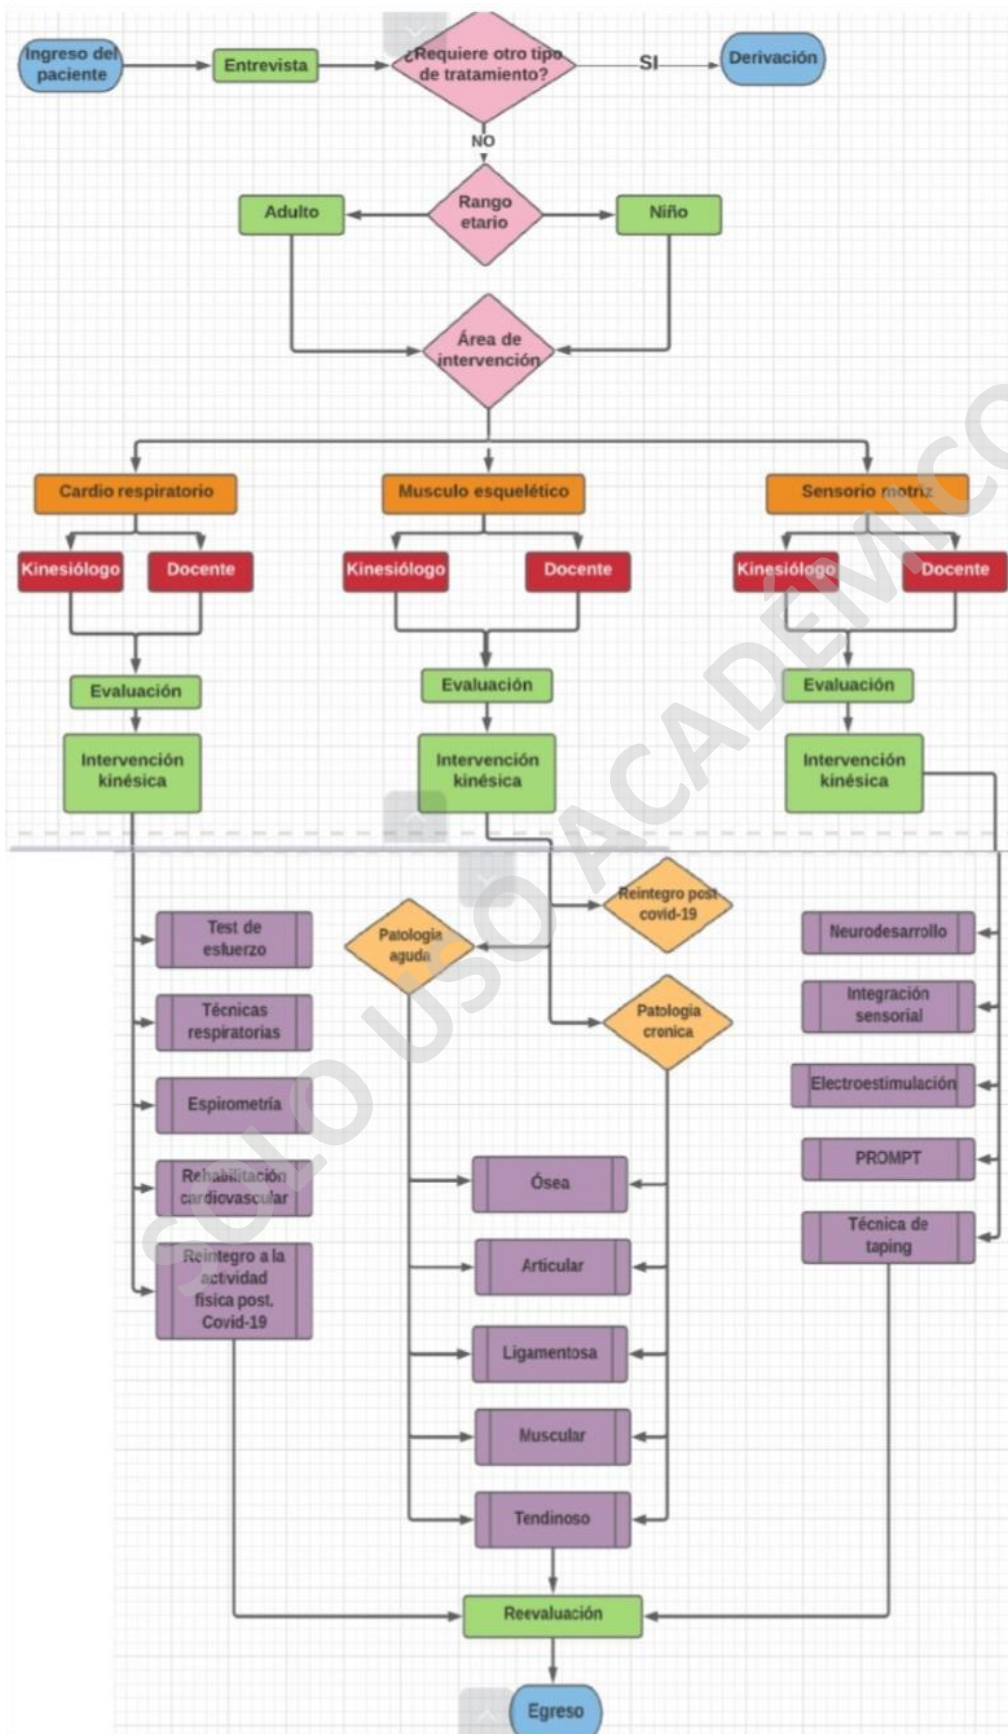 Ingreso del
paciente
Entrevista
¿Requiere otro tipo
de tratamiento?
SI
Derivación
NO
Adulto
Rango
etario
Niño
Área de
intervención
Cardio respiratorio
Musculo esquelético
Sensorio motriz
Kinesiólogo
Docente
Kinesiólogo
Docente
Kinesiólogo
Docente
Evaluación
Evaluación
Evaluación
Intervención
kinésica
Intervención
kinésica
Intervención
kinésica
Reintegro post
covid-19
Patologia
aguda
Patologia
cronica
Test de
esfuerzo
Técnicas
respiratorias
Espirometría
Rehabilitación
cardiovascular
Reintegro a la
actividad
física post.
Covid-19
Neurodesarrollo
Integración
sensorial
Electroestimulación
PROMPT
Técnica de
taping
Ósea
Articular
Ligamentosa
Muscular
Tendinoso
Reevaluación
Egreso
SOLO USO ACADÉMICO